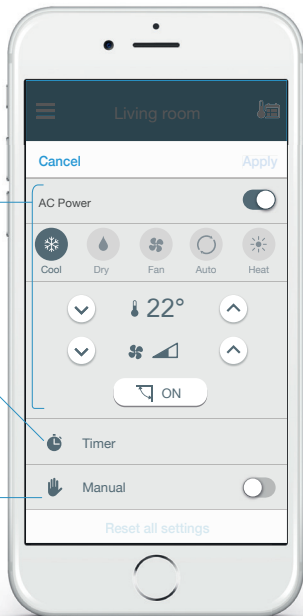 Living room
Cancel Apply
AC Power
Cool Dry Fan Auto Heat
22°
ON
Timer
Manual
Reset all settings